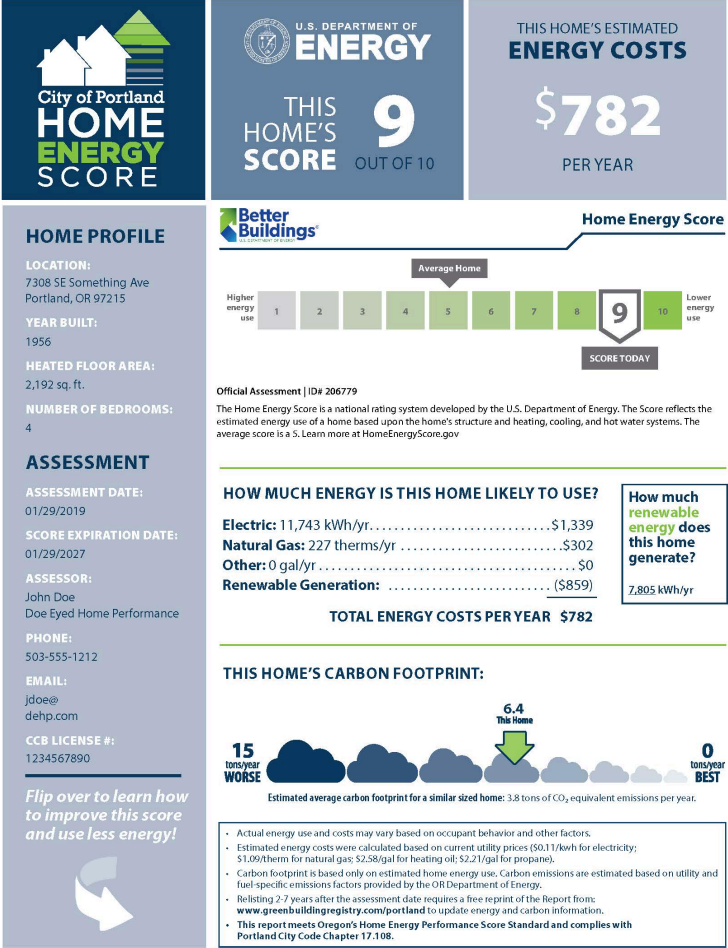 City of Portland
HOME
ENERGY
SCORE
U.S. DEPARTMENT OF
ENERGY
THIS
HOME'S
SCORE
9
OUT OF 10
THIS HOME'S ESTIMATED
ENERGY COSTS
$782
PER YEAR
HOME PROFILE
LOCATION:
7308 SE Something Ave
Portland, OR 97215
YEAR BUILT:
1956
HEATED FLOOR AREA:
2,192 sq. ft.
NUMBER OF BEDROOMS:
4
ASSESSMENT
ASSESSMENT DATE:
01/29/2019
SCORE EXPIRATION DATE:
01/29/2027
ASSESSOR:
John Doe
Doe Eyed Home Performance
PHONE:
503-555-1212
EMAIL:
jdoe@
dehp.com
CCB LICENSE #:
1234567890
Flip over to learn how
to improve this score
and use less energy!
Better
Buildings®
U.S. DEPARTMENT OF ENERGY
Home Energy Score
Average Home
Higher
energy
use
1 2 3 4 5 6 7 8 9 10
Lower
energy
use
SCORE TODAY
Official Assessment | ID# 206779
The Home Energy Score is a national rating system developed by the U.S. Department of Energy. The Score reflects the
estimated energy use of a home based upon the home's structure and heating, cooling, and hot water systems. The
average score is a 5. Learn more at HomeEnergyScore.gov
HOW MUCH ENERGY IS THIS HOME LIKELY TO USE?
Electric: 11,743 kWh/yr............................$1,339
Natural Gas: 227 therms/yr ........................$302
Other: 0 gal/yr ......................................$0
Renewable Generation: ........................($859)
TOTAL ENERGY COSTS PER YEAR $782
How much
renewable
energy does
this home
generate?
7,805 kWh/yr
THIS HOME'S CARBON FOOTPRINT:
6.4
This Home
15
tons/year
WORSE
0
tons/year
BEST
Estimated average carbon footprint for a similar sized home: 3.8 tons of CO₂ equivalent emissions per year.
• Actual energy use and costs may vary based on occupant behavior and other factors.
• Estimated energy costs were calculated based on current utility prices ($0.11/kwh for electricity;
$1.09/therm for natural gas; $2.58/gal for heating oil; $2.21/gal for propane).
• Carbon footprint is based only on estimated home energy use. Carbon emissions are estimated based on utility and
fuel-specific emissions factors provided by the OR Department of Energy.
• Relisting 2-7 years after the assessment date requires a free reprint of the Report from:
www.greenbuildingregistry.com/portland to update energy and carbon information.
• This report meets Oregon's Home Energy Performance Score Standard and complies with
Portland City Code Chapter 17.108.